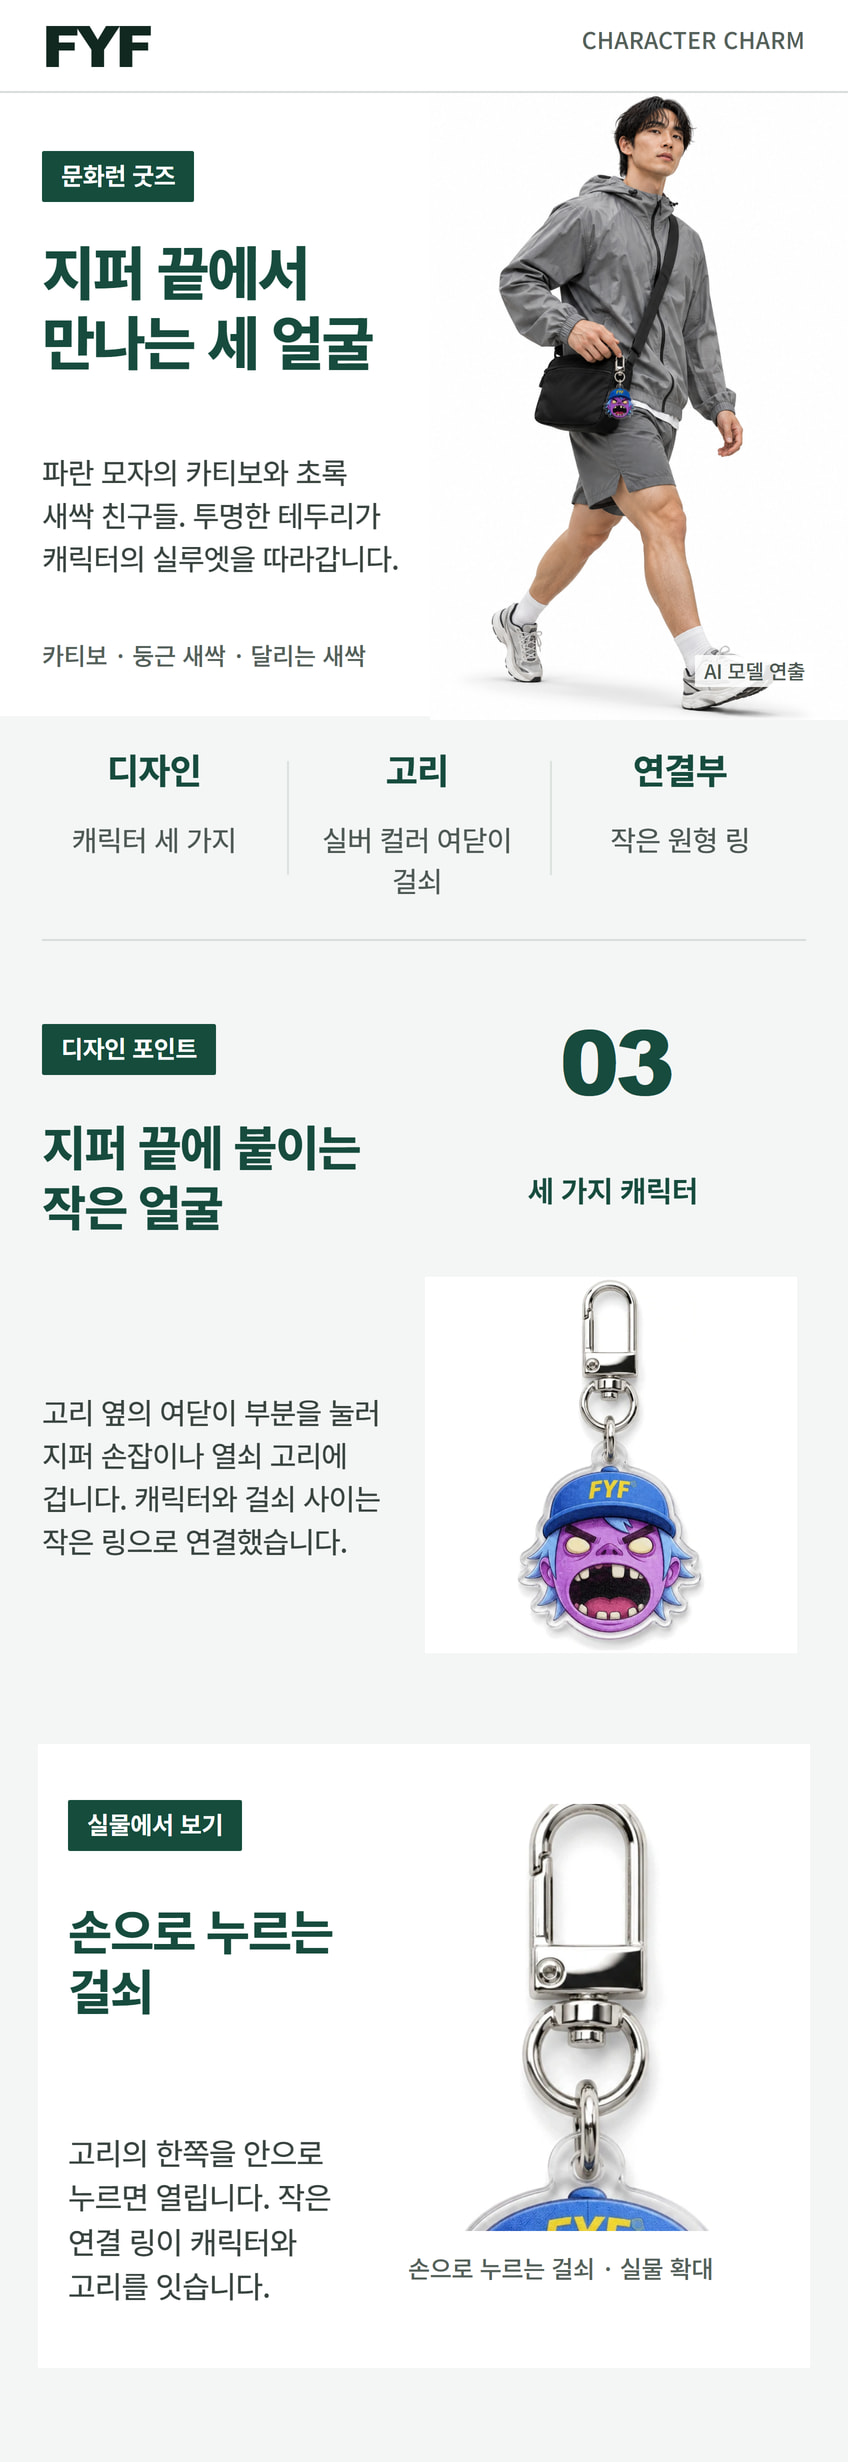 FYF
CHARACTER CHARM
문화런 굿즈
지퍼 끝에서
만나는 세 얼굴
파란 모자의 카티보와 초록
새싹 친구들. 투명한 테두리가
캐릭터의 실루엣을 따라갑니다.
카티보 · 둥근 새싹 · 달리는 새싹
AI 모델 연출
디자인
캐릭터 세 가지
고리
실버 컬러 여닫이
걸쇠
연결부
작은 원형 링
디자인 포인트
지퍼 끝에 붙이는
작은 얼굴
03
세 가지 캐릭터
고리 옆의 여닫이 부분을 눌러
지퍼 손잡이나 열쇠 고리에
겁니다. 캐릭터와 걸쇠 사이는
작은 링으로 연결했습니다.
FYF
실물에서 보기
손으로 누르는
걸쇠
고리의 한쪽을 안으로
누르면 열립니다. 작은
연결 링이 캐릭터와
고리를 잇습니다.
FYF
손으로 누르는 걸쇠 · 실물 확대